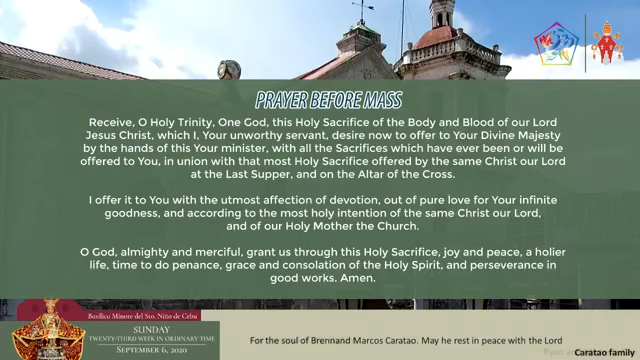 PRAYER BEFORE MASS
Receive, O Holy Trinity, One God, this Holy Sacrifice of the Body and Blood of our Lord
Jesus Christ, which I, Your unworthy servant, desire now to offer to Your Divine Majesty
by the hands of this Your minister, with all the Sacrifices which have ever been or will be
offered to You, in union with that most Holy Sacrifice offered by the same Christ our Lord
at the Last Supper, and on the Altar of the Cross.
I offer it to You with the utmost affection of devotion, out of pure love for Your infinite
goodness, and according to the most holy intention of the same Christ our Lord,
and of our Holy Mother the Church.
O God, almighty and merciful, grant us through this Holy Sacrifice, joy and peace, a holier
life, time to do penance, grace and consolation of the Holy Spirit, and perseverance in
good works. Amen.
Basilica Minore del Sto. Niño de Cebu
SUNDAY
TWENTY-THIRD WEEK IN ORDINARY TIME
SEPTEMBER 6, 2020
For the soul of Brennand Marcos Caratao. May he rest in peace with the Lord
Caratao family